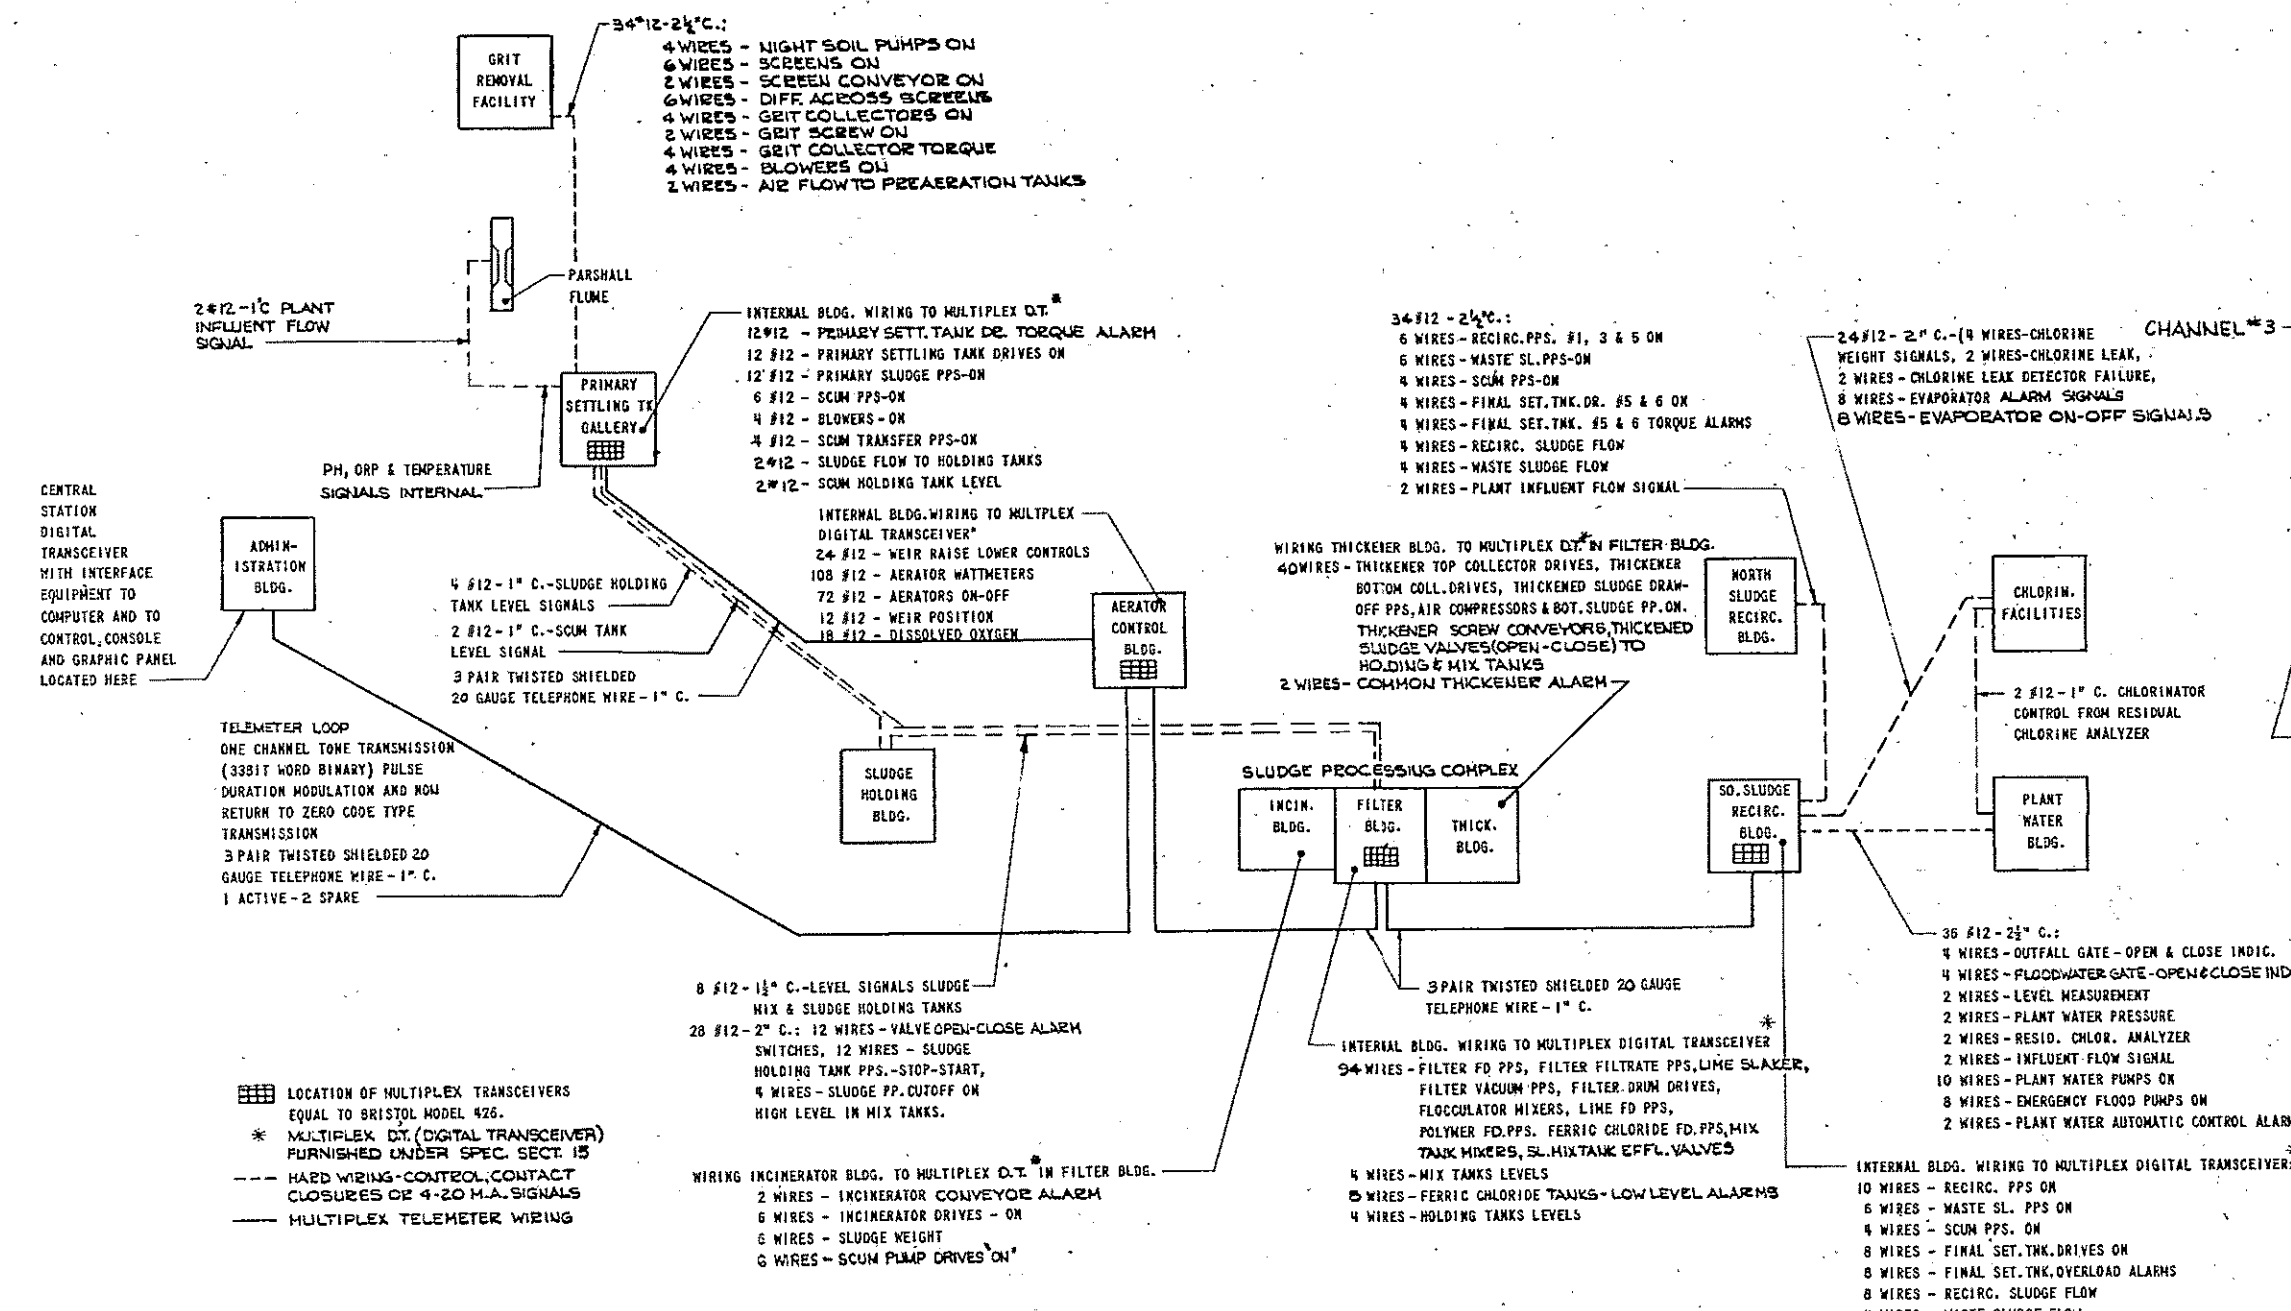 34#12-2½"C.:
4 WIRES - NIGHT SOIL PUMPS ON
6 WIRES - SCREENS ON
2 WIRES - SCREEN CONVEYOR ON
6 WIRES - DIFF. ACROSS SCREENS
4 WIRES - GRIT COLLECTORS ON
2 WIRES - GRIT SCREW ON
4 WIRES - GRIT COLLECTOR TORQUE
4 WIRES - BLOWERS ON
2 WIRES - AIR FLOW TO PREAERATION TANKS
GRIT
REMOVAL
FACILITY
PARSHALL
FLUME
2#12-1"C PLANT
INFLUENT FLOW
SIGNAL
INTERNAL BLDG. WIRING TO MULTIPLEX D.T.*
12#12 - PRIMARY SETT. TANK DR. TORQUE ALARM
12 #12 - PRIMARY SETTLING TANK DRIVES ON
12 #12 - PRIMARY SLUDGE PPS-ON
6 #12 - SCUM PPS-ON
4 #12 - BLOWERS-ON
4 #12 - SCUM TRANSFER PPS-ON
2#12 - SLUDGE FLOW TO HOLDING TANKS
2#12 - SCUM HOLDING TANK LEVEL
PRIMARY
SETTLING TK
GALLERY
PH, ORP & TEMPERATURE
SIGNALS INTERNAL
CENTRAL
STATION
DIGITAL
TRANSCEIVER
WITH INTERFACE
EQUIPMENT TO
COMPUTER AND TO
CONTROL, CONSOLE
AND GRAPHIC PANEL
LOCATED HERE
ADMIN-
ISTRATION
BLDG.
4 #12-1" C.-SLUDGE HOLDING
TANK LEVEL SIGNALS
2 #12-1" C.-SCUM TANK
LEVEL SIGNAL
3 PAIR TWISTED SHIELDED
20 GAUGE TELEPHONE WIRE-1" C.
INTERNAL BLDG. WIRING TO MULTPLEX
DIGITAL TRANSCEIVER*
24 #12 - WEIR RAISE LOWER CONTROLS
108 #12 - AERATOR WATTMETERS
72 #12 - AERATORS ON-OFF
12 #12 - WEIR POSITION
18 #12 - DISSOLVED OXYGEN
AERATOR
CONTROL
BLDG.
34#12-2½"C.:
6 WIRES-RECIRC.PPS. #1, 3 & 5 ON
6 WIRES-WASTE SL.PPS-ON
4 WIRES-SCUM PPS-ON
4 WIRES-FINAL SET.TNK.DR. #5 & 6 ON
4 WIRES-FINAL SET.TNK. #5 & 6 TORQUE ALARMS
4 WIRES-RECIRC. SLUDGE FLOW
4 WIRES-WASTE SLUDGE FLOW
2 WIRES-PLANT INFLUENT FLOW SIGNAL
24#12-2" C.-(4 WIRES-CHLORINE
WEIGHT SIGNALS, 2 WIRES-CHLORINE LEAK,
2 WIRES-CHLORINE LEAK DETECTOR FAILURE,
8 WIRES-EVAPORATOR ALARM SIGNALS
8 WIRES-EVAPORATOR ON-OFF SIGNALS
CHANNEL #3-
WIRING THICKENER BLDG. TO MULTIPLEX D.T.* IN FILTER BLDG.
40 WIRES-THICKENER TOP COLLECTOR DRIVES, THICKENER
BOTTOM COLL.DRIVES, THICKENED SLUDGE DRAW-
OFF PPS, AIR COMPRESSORS & BOT.SLUDGE PP.ON.
THICKENER SCREW CONVEYORS, THICKENED
SLUDGE VALVES (OPEN-CLOSE) TO
HOLDING & MIX TANKS
2 WIRES-COMMON THICKENER ALARM
NORTH
SLUDGE
RECIRC.
BLDG.
CHLORIN.
FACILITIES
2 #12-1" C. CHLORINATOR
CONTROL FROM RESIDUAL
CHLORINE ANALYZER
TELEMETER LOOP
ONE CHANNEL TONE TRANSMISSION
(33BIT WORD BINARY) PULSE
DURATION MODULATION AND NON
RETURN TO ZERO CODE TYPE
TRANSMISSION
3 PAIR TWISTED SHIELDED 20
GAUGE TELEPHONE WIRE-1" C.
1 ACTIVE-2 SPARE
SLUDGE
HOLDING
BLDG.
SLUDGE PROCESSING COMPLEX
INCIN.
BLDG.
FILTER
BLDG.
THICK.
BLDG.
SO.SLUDGE
RECIRC.
BLDG.
PLANT
WATER
BLDG.
8 #12-1½" C.-LEVEL SIGNALS SLUDGE
MIX & SLUDGE HOLDING TANKS
28 #12-2" C.: 12 WIRES-VALVE OPEN-CLOSE ALARM
SWITCHES, 12 WIRES - SLUDGE
HOLDING TANK PPS.-STOP-START,
4 WIRES-SLUDGE PP.CUTOFF ON
HIGH LEVEL IN MIX TANKS.
3 PAIR TWISTED SHIELDED 20 GAUGE
TELEPHONE WIRE-1" C.
INTERNAL BLDG. WIRING TO MULTIPLEX DIGITAL TRANSCEIVER*
94 WIRES-FILTER FD PPS, FILTER FILTRATE PPS, LIME SLAKER,
FILTER VACUUM PPS, FILTER DRUM DRIVES,
FLOCCULATOR MIXERS, LIME FD PPS,
POLYMER FD.PPS. FERRIC CHLORIDE FD.PPS, MIX
TANK MIXERS, SL.MIX TANK EFFL. VALVES
4 WIRES-MIX TANKS LEVELS
8 WIRES-FERRIC CHLORIDE TANKS-LOW LEVEL ALARMS
4 WIRES-HOLDING TANKS LEVELS
36 #12-2½" C.:
4 WIRES-OUTFALL GATE-OPEN & CLOSE INDIC.
4 WIRES-FLOODWATER GATE-OPEN & CLOSE IND
2 WIRES-LEVEL MEASUREMENT
2 WIRES-PLANT WATER PRESSURE
2 WIRES-RESID. CHLOR. ANALYZER
2 WIRES-INFLUENT FLOW SIGNAL
10 WIRES-PLANT WATER PUMPS ON
8 WIRES-EMERGENCY FLOOD PUMPS ON
2 WIRES-PLANT WATER AUTOMATIC CONTROL ALARM
LOCATION OF MULTIPLEX TRANSCEIVERS
EQUAL TO BRISTOL MODEL 426.
* MULTIPLEX D.T. (DIGITAL TRANSCEIVER)
FURNISHED UNDER SPEC. SECT. 15
HARD WIRING-CONTROL, CONTACT
CLOSURES OR 4-20 M.A. SIGNALS
MULTIPLEX TELEMETER WIRING
WIRING INCINERATOR BLDG. TO MULTIPLEX D.T.* IN FILTER BLDG.
2 WIRES - INCINERATOR CONVEYOR ALARM
6 WIRES - INCINERATOR DRIVES - ON
6 WIRES - SLUDGE WEIGHT
6 WIRES - SCUM PUMP DRIVES "ON"
INTERNAL BLDG. WIRING TO MULTIPLEX DIGITAL TRANSCEIVER*
10 WIRES - RECIRC. PPS ON
6 WIRES - WASTE SL. PPS ON
4 WIRES - SCUM PPS. ON
8 WIRES - FINAL SET.TNK.DRIVES ON
8 WIRES - FINAL SET.TNK.OVERLOAD ALARMS
8 WIRES - RECIRC. SLUDGE FLOW